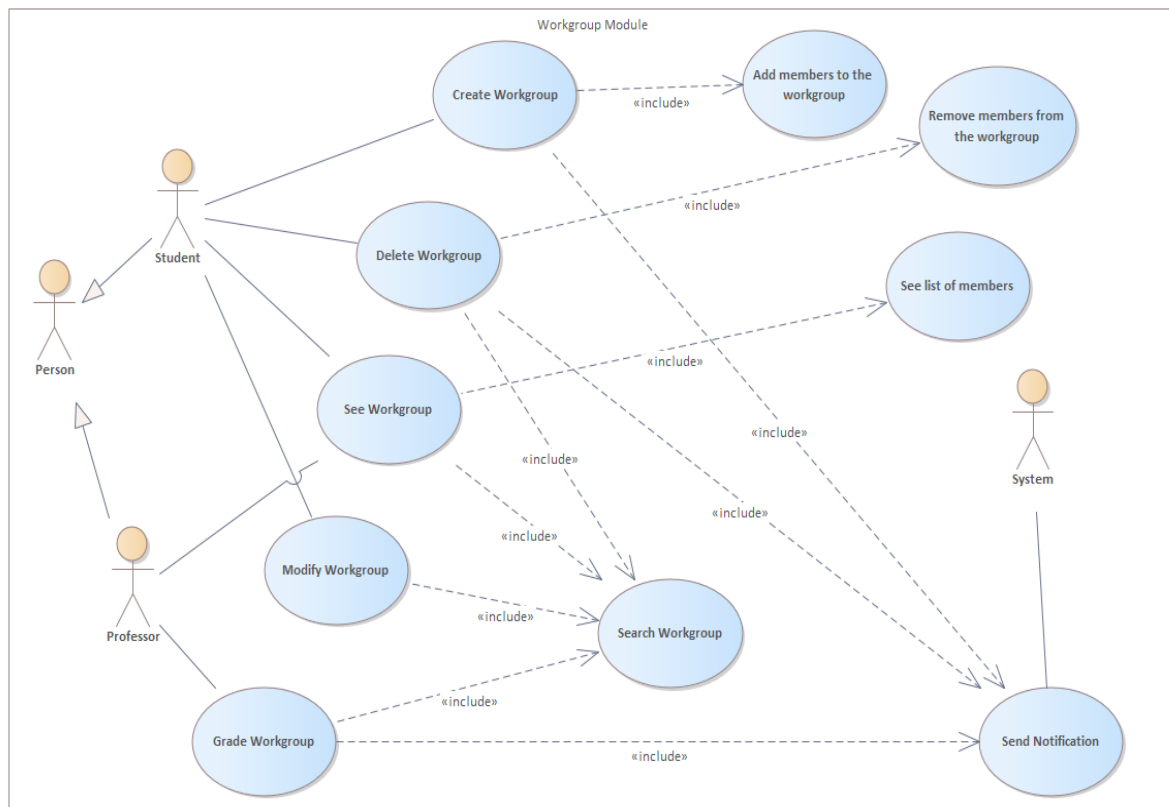 Workgroup Module
Create Workgroup
«include»
Add members to the
workgroup
Remove members from
the workgroup
Student
Delete Workgroup
«include»
See list of members
Person
See Workgroup
«include»
«include»
«include»
System
«include»
«include»
Professor
Modify Workgroup
«include»
Search Workgroup
«include»
Grade Workgroup
«include»
Send Notification